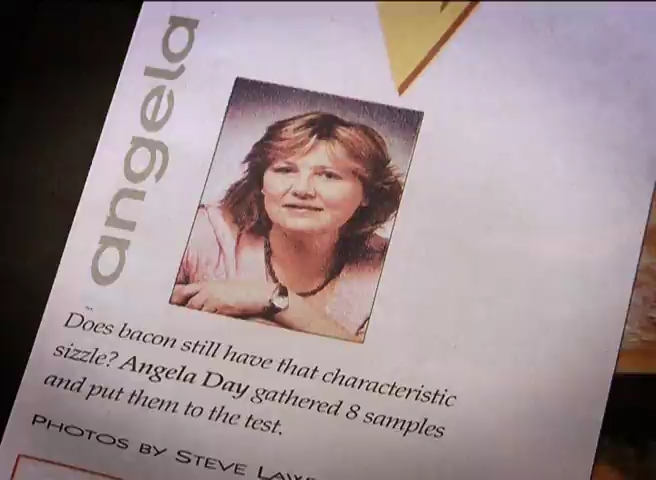 angela
Does bacon still have that characteristic
sizzle? Angela Day gathered 8 samples
and put them to the test.
PHOTOS BY STEVE